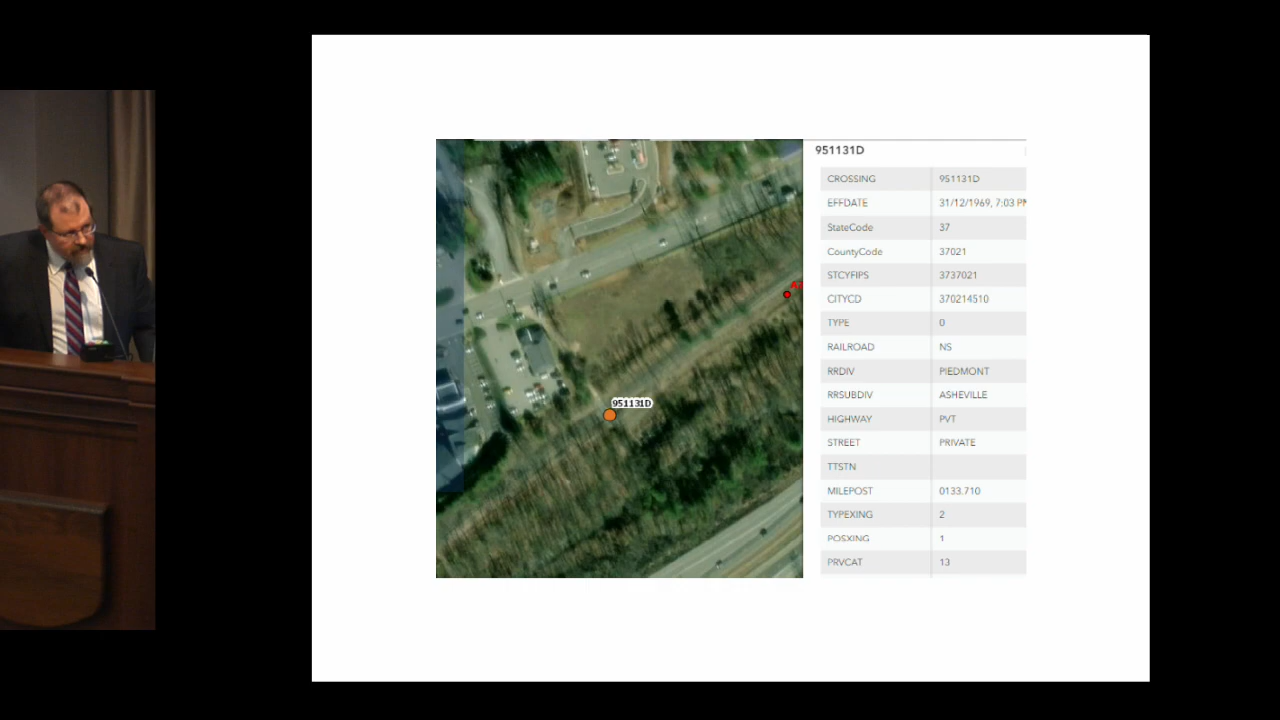 951131D
951131D
CROSSING 951131D
EFFDATE 31/12/1969, 7:03 PM
StateCode 37
CountyCode 37021
STCYFIPS 3737021
CITYCD 370214510
TYPE 0
RAILROAD NS
RRDIV PIEDMONT
RRSUBDIV ASHEVILLE
HIGHWAY PVT
STREET PRIVATE
TTSTN
MILEPOST 0133.710
TYPEXING 2
POSXING 1
PRVCAT 13